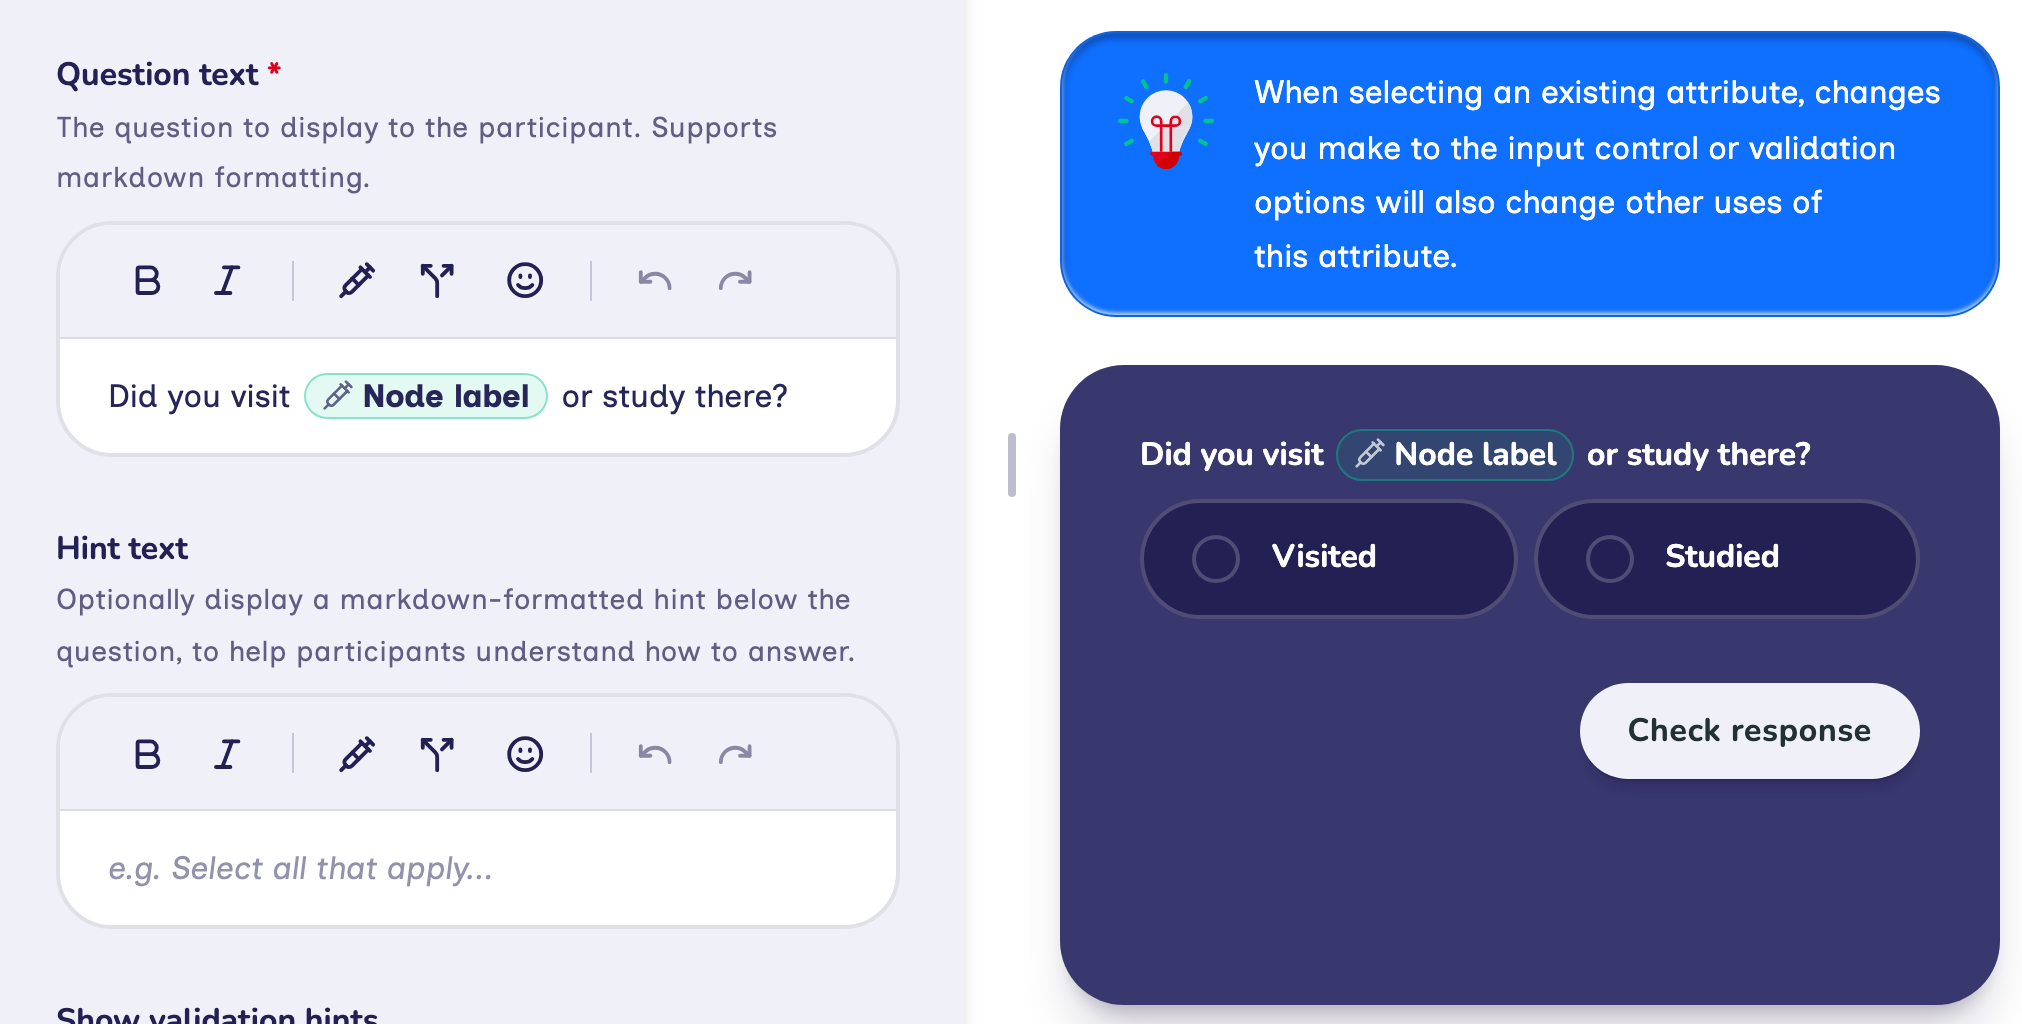 Question text *
The question to display to the participant. Supports
markdown formatting.
B I
Did you visit Node label or study there?
Hint text
Optionally display a markdown-formatted hint below the
question, to help participants understand how to answer.
B I
e.g. Select all that apply...
Show validation hints
When selecting an existing attribute, changes
you make to the input control or validation
options will also change other uses of
this attribute.
Did you visit Node label or study there?
Visited
Studied
Check response